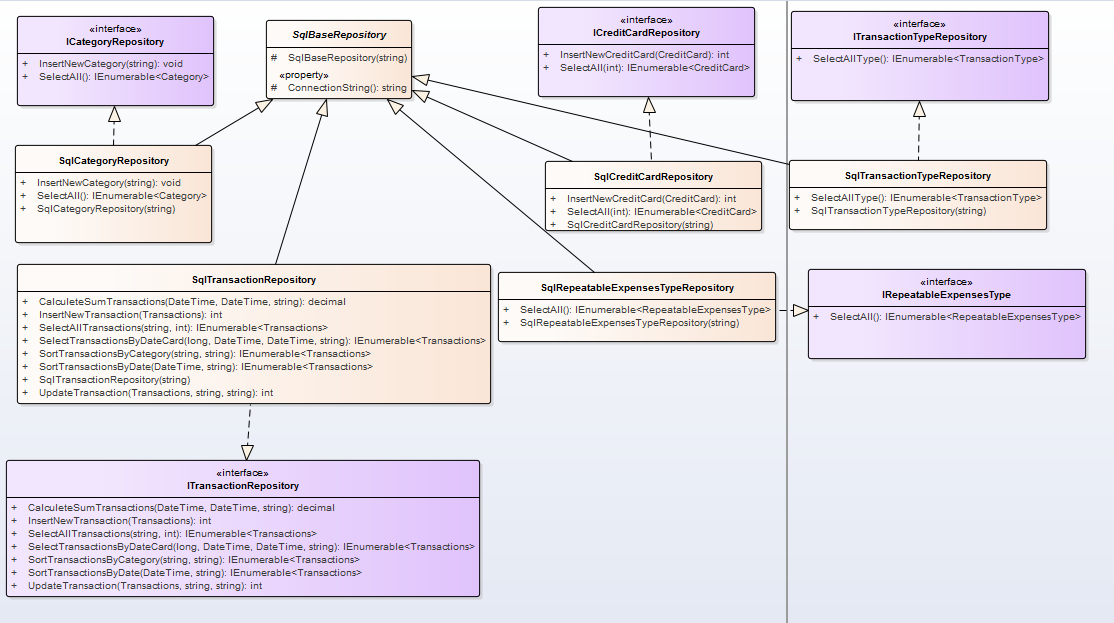 «interface»
ICategoryRepository
+ InsertNewCategory(string): void
+ SelectAll(): IEnumerable<Category>
SqlBaseRepository
# SqlBaseRepository(string)
«property»
# ConnectionString(): string
«interface»
ICreditCardRepository
+ InsertNewCreditCard(CreditCard): int
+ SelectAll(int): IEnumerable<CreditCard>
«interface»
ITransactionTypeRepository
+ SelectAllType(): IEnumerable<TransactionType>
SqlCategoryRepository
+ InsertNewCategory(string): void
+ SelectAll(): IEnumerable<Category>
+ SqlCategoryRepository(string)
SqlCreditCardRepository
+ InsertNewCreditCard(CreditCard): int
+ SelectAll(int): IEnumerable<CreditCard>
+ SqlCreditCardRepository(string)
SqlTransactionTypeRepository
+ SelectAllType(): IEnumerable<TransactionType>
+ SqlTransactionTypeRepository(string)
SqlTransactionRepository
+ CalculeteSumTransactions(DateTime, DateTime, string): decimal
+ InsertNewTransaction(Transactions): int
+ SelectAllTransactions(string, int): IEnumerable<Transactions>
+ SelectTransactionsByDateCard(long, DateTime, DateTime, string): IEnumerable<Transactions>
+ SortTransactionsByCategory(string, string): IEnumerable<Transactions>
+ SortTransactionsByDate(DateTime, string): IEnumerable<Transactions>
+ SqlTransactionRepository(string)
+ UpdateTransaction(Transactions, string, string): int
SqlRepeatableExpensesTypeRepository
+ SelectAll(): IEnumerable<RepeatableExpensesType>
+ SqlRepeatableExpensesTypeRepository(string)
«interface»
IRepeatableExpensesType
+ SelectAll(): IEnumerable<RepeatableExpensesType>
«interface»
ITransactionRepository
+ CalculeteSumTransactions(DateTime, DateTime, string): decimal
+ InsertNewTransaction(Transactions): int
+ SelectAllTransactions(string, int): IEnumerable<Transactions>
+ SelectTransactionsByDateCard(long, DateTime, DateTime, string): IEnumerable<Transactions>
+ SortTransactionsByCategory(string, string): IEnumerable<Transactions>
+ SortTransactionsByDate(DateTime, string): IEnumerable<Transactions>
+ UpdateTransaction(Transactions, string, string): int